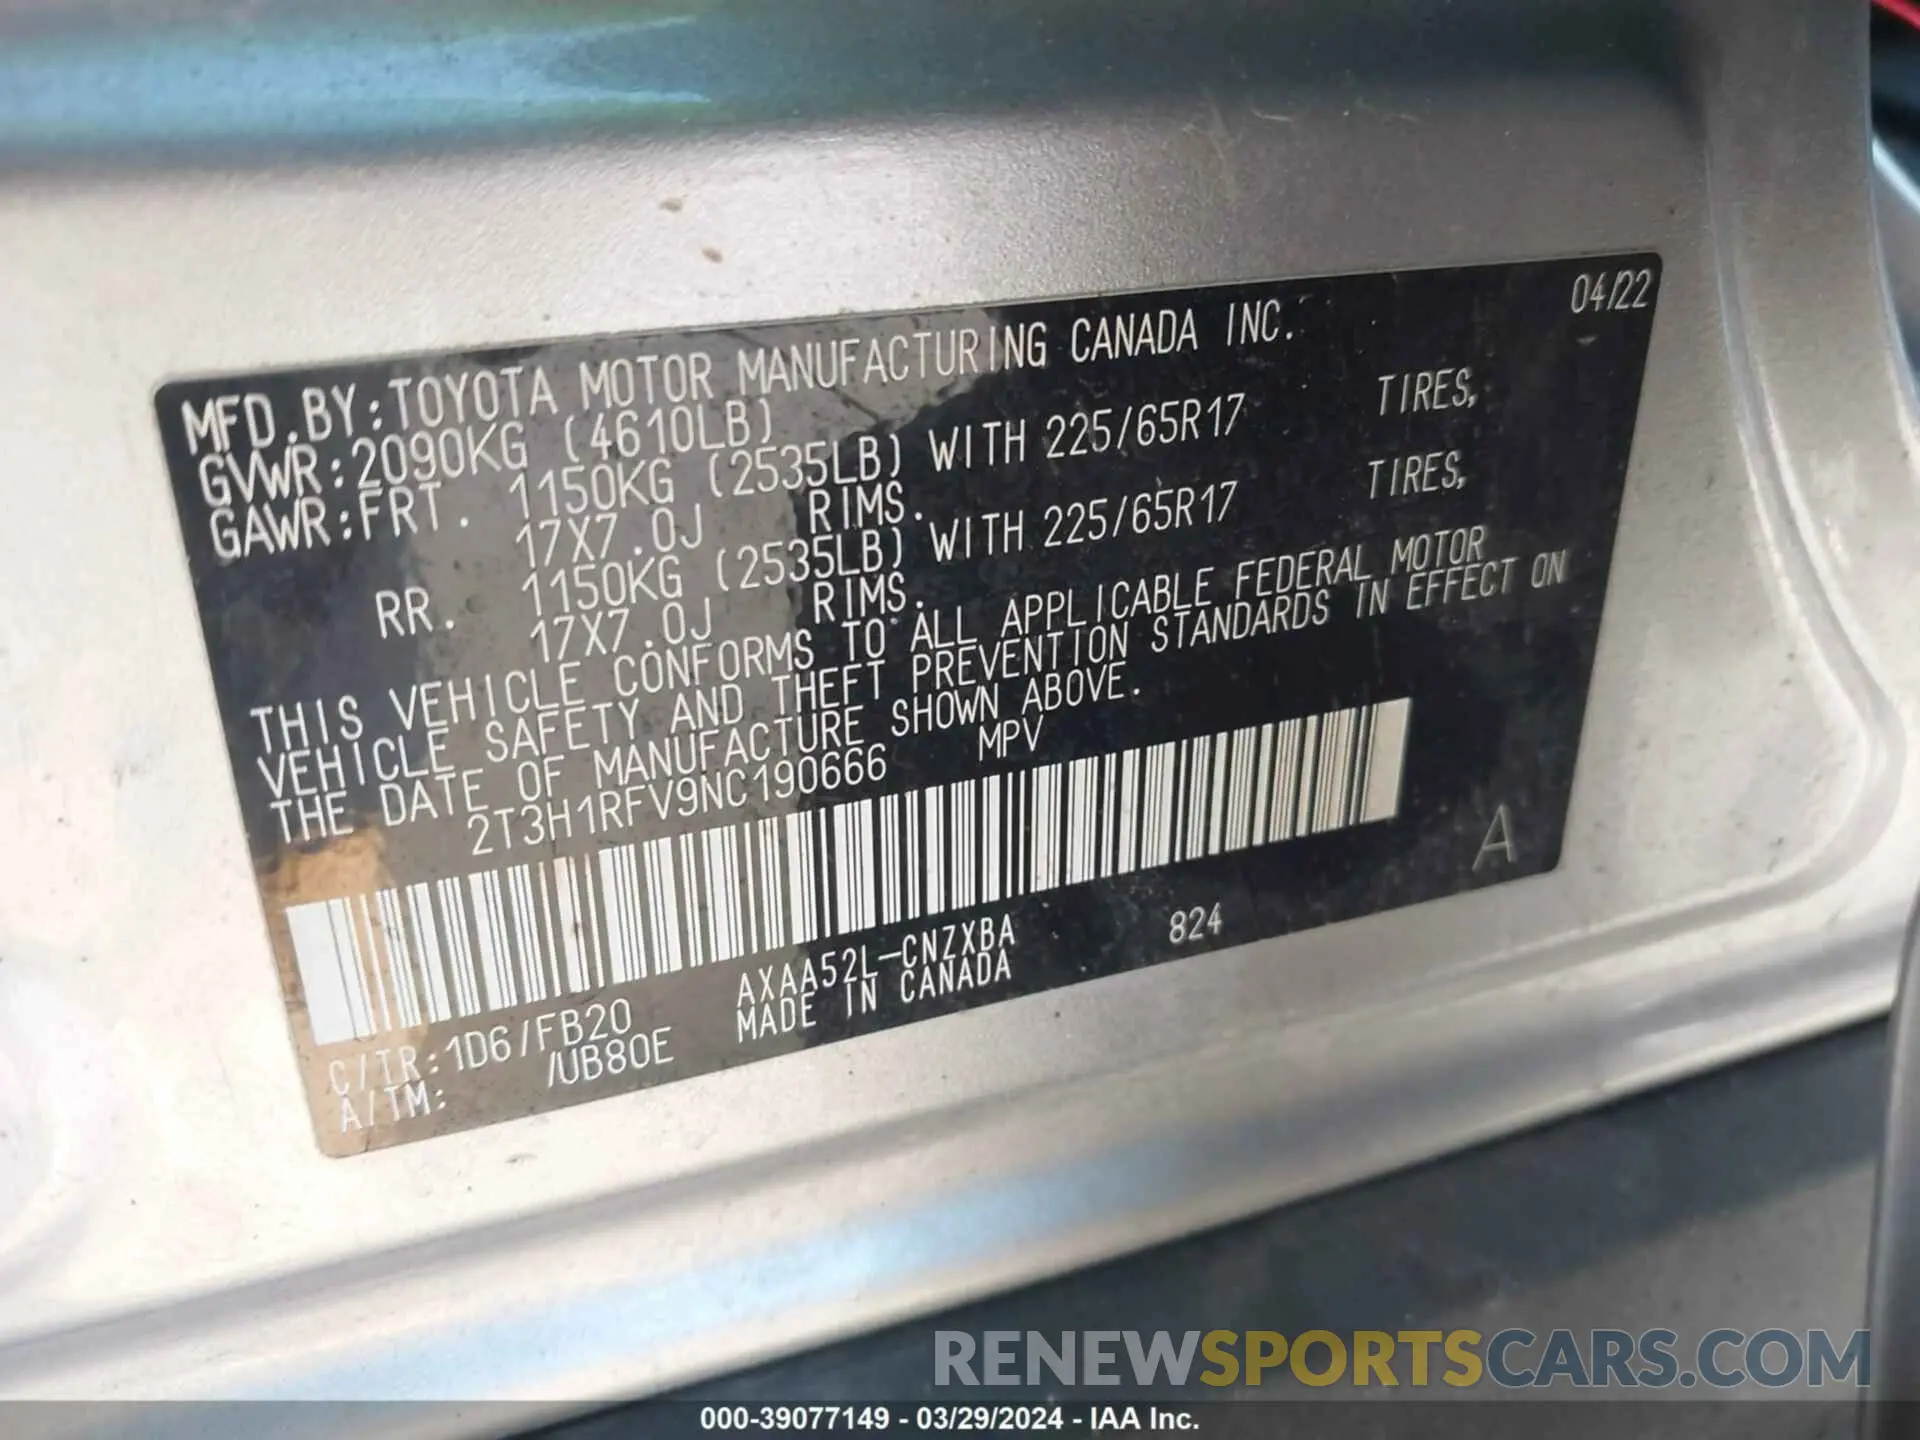 04/22
MFD.BY:TOYOTA MOTOR MANUFACTURING CANADA INC.
GVWR:2090KG (4610LB)
GAWR:FRT. 1150KG (2535LB) WITH 225/65R17 TIRES,
17X7.0J RIMS.
RR. 1150KG (2535LB) WITH 225/65R17 TIRES,
17X7.0J RIMS.
THIS VEHICLE CONFORMS TO ALL APPLICABLE FEDERAL MOTOR
VEHICLE SAFETY AND THEFT PREVENTION STANDARDS IN EFFECT ON
THE DATE OF MANUFACTURE SHOWN ABOVE.
2T3H1RFV9NC190666 MPV
A
C/TR:1D6/FB20 AXAA52L-CNZXBA 824
A/TM: /UB80E MADE IN CANADA
RENEWSPORTSCARS.COM
000-39077149 - 03/29/2024 - IAA Inc.